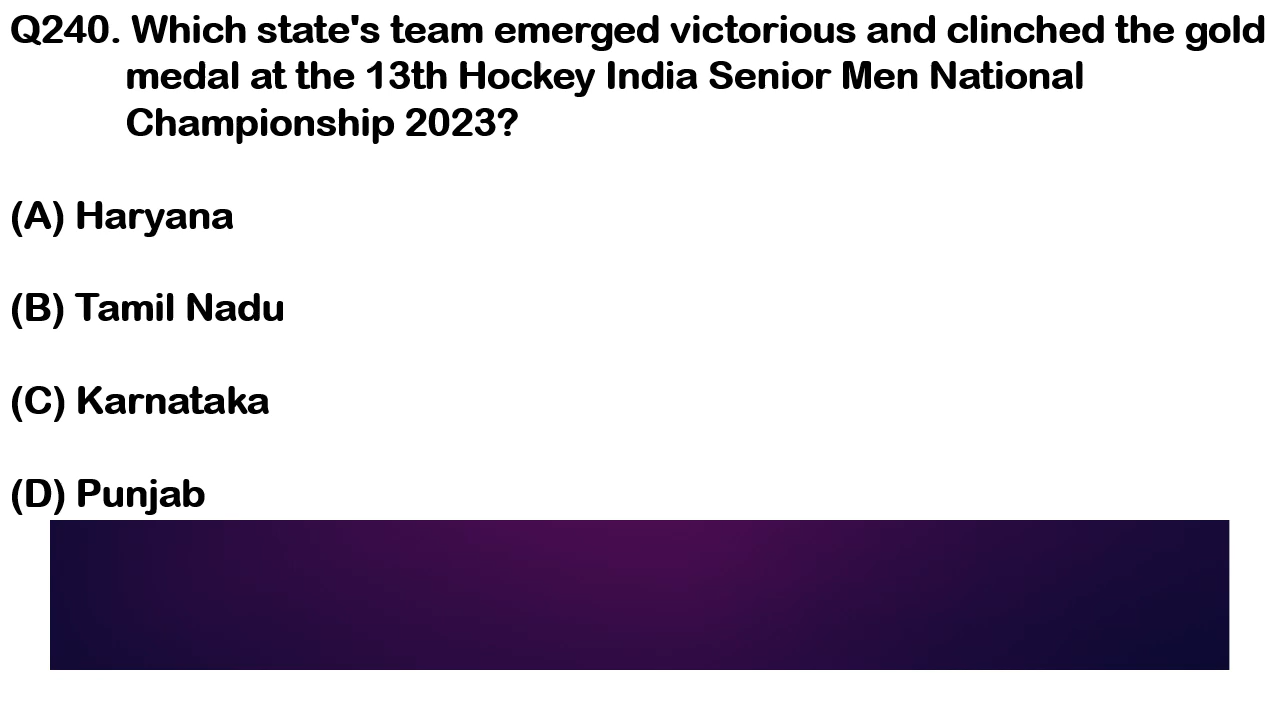 Q240. Which state's team emerged victorious and clinched the gold
medal at the 13th Hockey India Senior Men National
Championship 2023?
(A) Haryana
(B) Tamil Nadu
(C) Karnataka
(D) Punjab